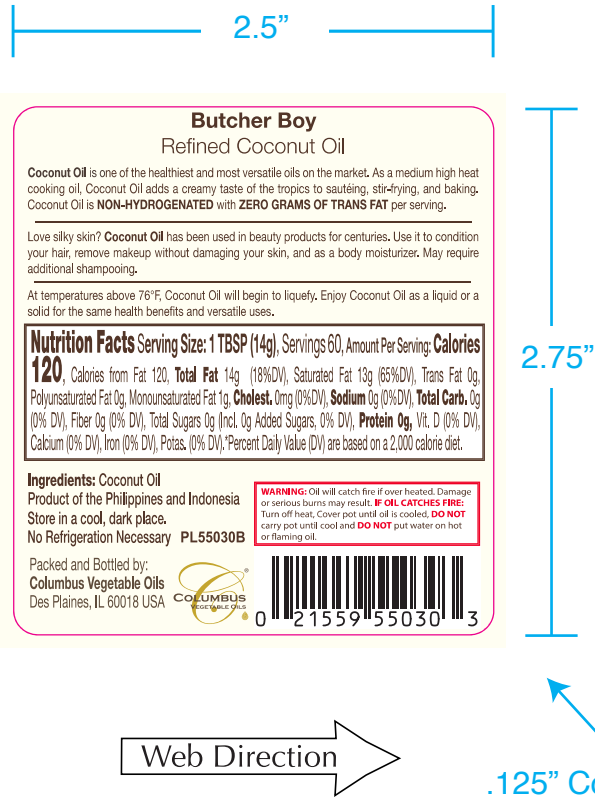 2.5”
Butcher Boy
Refined Coconut Oil
Coconut Oil is one of the healthiest and most versatile oils on the market. As a medium high heat
cooking oil, Coconut Oil adds a creamy taste of the tropics to sautéing, stir-frying, and baking.
Coconut Oil is NON-HYDROGENATED with ZERO GRAMS OF TRANS FAT per serving.
Love silky skin? Coconut Oil has been used in beauty products for centuries. Use it to condition
your hair, remove makeup without damaging your skin, and as a body moisturizer. May require
additional shampooing.
At temperatures above 76°F, Coconut Oil will begin to liquefy. Enjoy Coconut Oil as a liquid or a
solid for the same health benefits and versatile uses.
Nutrition Facts Serving Size: 1 TBSP (14g), Servings 60, Amount Per Serving: Calories
120, Calories from Fat 120, Total Fat 14g (18%DV), Saturated Fat 13g (65%DV), Trans Fat 0g,
Polyunsaturated Fat 0g, Monounsaturated Fat 1g, Cholest. 0mg (0%DV), Sodium 0g (0%DV), Total Carb. 0g
(0% DV), Fiber 0g (0% DV), Total Sugars 0g (Incl. 0g Added Sugars, 0% DV), Protein 0g, Vit. D (0% DV),
Calcium (0% DV), Iron (0% DV), Potas. (0% DV).*Percent Daily Value (DV) are based on a 2,000 calorie diet.
2.75”
Ingredients: Coconut Oil
Product of the Philippines and Indonesia
Store in a cool, dark place.
No Refrigeration Necessary PL55030B
WARNING: Oil will catch fire if over heated. Damage
or serious burns may result. IF OIL CATCHES FIRE:
Turn off heat, Cover pot until oil is cooled, DO NOT
carry pot until cool and DO NOT put water on hot
or flaming oil.
Packed and Bottled by:
Columbus Vegetable Oils
Des Plaines, IL 60018 USA
COLUMBUS
VEGETABLE OILS
®
0 21559 55030 3
Web Direction
.125” Co